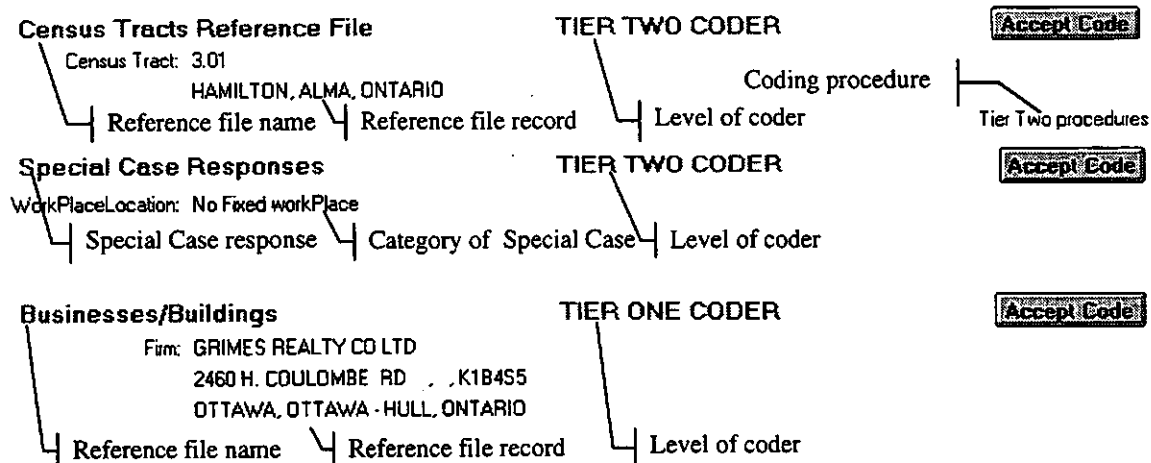 Census Tracts Reference File TIER TWO CODER Accept Code
Census Tract: 3.01
HAMILTON, ALMA, ONTARIO
Coding procedure
Reference file name Reference file record Level of coder Tier Two procedures
Special Case Responses TIER TWO CODER Accept Code
WorkPlaceLocation: No Fixed workPlace
Special Case response Category of Special Case Level of coder
Businesses/Buildings TIER ONE CODER Accept Code
Firm: GRIMES REALTY CO LTD
2460 H. COULOMBE RD , ,K1B4S5
OTTAWA, OTTAWA - HULL, ONTARIO
Reference file name Reference file record Level of coder